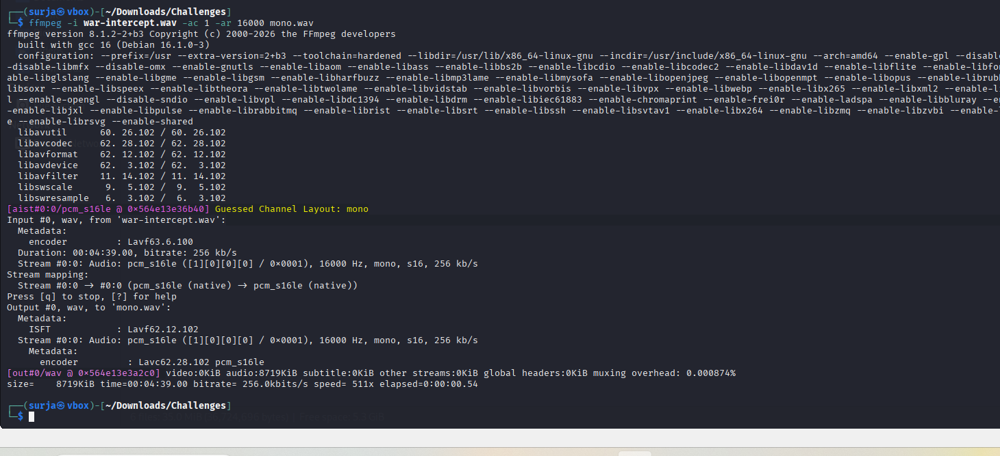 ┌──(surja㉿vbox)-[~/Downloads/Challenges]
└─$ ffmpeg -i war-intercept.wav -ac 1 -ar 16000 mono.wav
ffmpeg version 8.1.2-2+b3 Copyright (c) 2000-2026 the FFmpeg developers
  built with gcc 16 (Debian 16.1.0-3)
  configuration: --prefix=/usr --extra-version=2+b3 --toolchain=hardened --libdir=/usr/lib/x86_64-linux-gnu --incdir=/usr/include/x86_64-linux-gnu --arch=amd64 --enable-gpl --disabl
-disable-libmfx --disable-omx --enable-gnutls --enable-libaom --enable-libass --enable-libbs2b --enable-libcdio --enable-libcodec2 --enable-libdav1d --enable-libflite --enable-libfon
able-libglslang --enable-libgme --enable-libgsm --enable-libharfbuzz --enable-libmp3lame --enable-libmysofa --enable-libopenjpeg --enable-libopenmpt --enable-libopus --enable-librubb
libsoxr --enable-libspeex --enable-libtheora --enable-libtwolame --enable-libvidstab --enable-libvorbis --enable-libvpx --enable-libwebp --enable-libx265 --enable-libxml2 --enable-l
l --enable-opengl --disable-sndio --enable-libvpl --enable-libdc1394 --enable-libdrm --enable-libiec61883 --enable-chromaprint --enable-frei0r --enable-ladspa --enable-libbluray --en
-enable-libjxl --enable-libpulse --enable-librabbitmq --enable-librist --enable-libsrt --enable-libssh --enable-libsvtav1 --enable-libx264 --enable-libzmq --enable-libzvbi --enable-
e --enable-librsvg --enable-shared
  libavutil      60. 26.102 / 60. 26.102
  libavcodec     62. 28.102 / 62. 28.102
  libavformat    62. 12.102 / 62. 12.102
  libavdevice    62.  3.102 / 62.  3.102
  libavfilter    11. 14.102 / 11. 14.102
  libswscale      9.  5.102 /  9.  5.102
  libswresample   6.  3.102 /  6.  3.102
[aist#0:0/pcm_s16le @ 0x564e13e36b40] Guessed Channel Layout: mono
Input #0, wav, from 'war-intercept.wav':
  Metadata:
    encoder         : Lavf63.6.100
  Duration: 00:04:39.00, bitrate: 256 kb/s
  Stream #0:0: Audio: pcm_s16le ([1][0][0][0] / 0x0001), 16000 Hz, mono, s16, 256 kb/s
Stream mapping:
  Stream #0:0 -> #0:0 (pcm_s16le (native) -> pcm_s16le (native))
Press [q] to stop, [?] for help
Output #0, wav, to 'mono.wav':
  Metadata:
    ISFT            : Lavf62.12.102
  Stream #0:0: Audio: pcm_s16le ([1][0][0][0] / 0x0001), 16000 Hz, mono, s16, 256 kb/s
    Metadata:
      encoder         : Lavc62.28.102 pcm_s16le
[out#0/wav @ 0x564e13e3a2c0] video:0KiB audio:8719KiB subtitle:0KiB other streams:0KiB global headers:0KiB muxing overhead: 0.000874%
size=    8719KiB time=00:04:39.00 bitrate= 256.0kbits/s speed= 511x elapsed=0:00:00.54
┌──(surja㉿vbox)-[~/Downloads/Challenges]
└─$